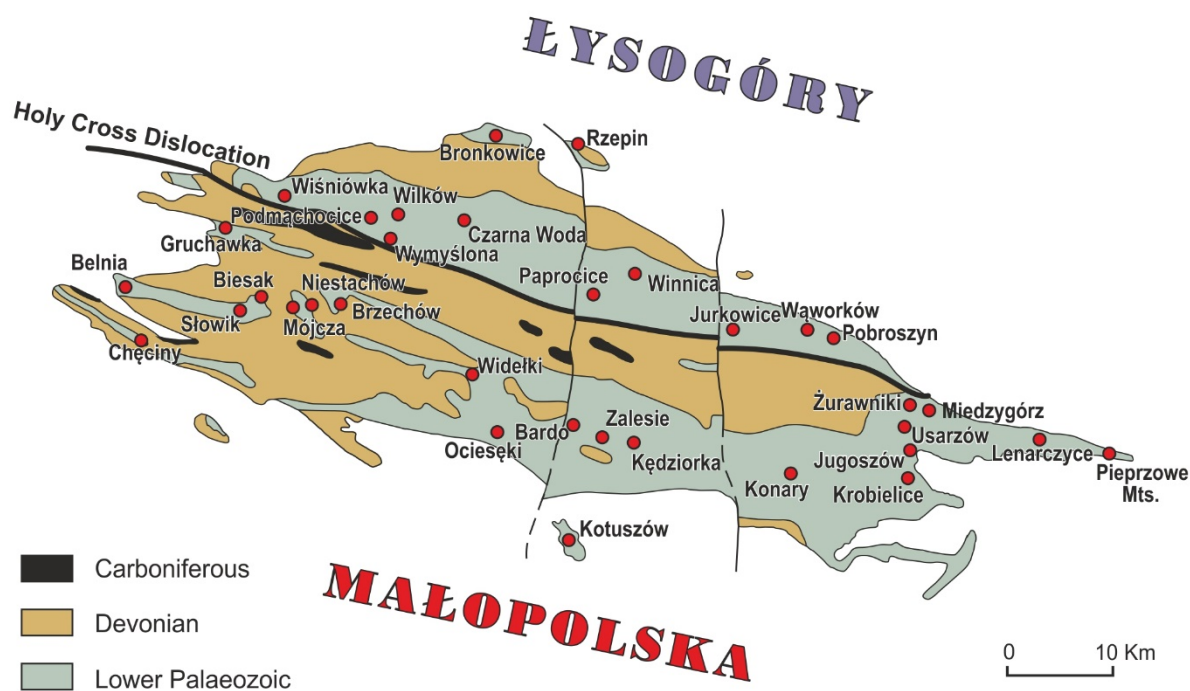 ŁYSOGÓRY
Holy Cross Dislocation
Bronkowice
Rzepin
Wiśniówka
Wilków
Podmąchocice
Czarna Woda
Gruchawka
Wymyślona
Belnia
Biesak
Niestachów
Paprocice
Winnica
Słowik
Mójcza
Brzechów
Jurkowice
Wąworków
Pobroszyn
Chęciny
Widełki
Żurawniki
Miedzygórz
Bardo
Zalesie
Usarzów
Ociesęki
Kędziorka
Jugoszów
Lenarczyce
Pieprzowe
Mts.
Konary
Krobielice
Kotuszów
MAŁOPOLSKA
Carboniferous
Devonian
Lower Palaeozoic
0 10 Km